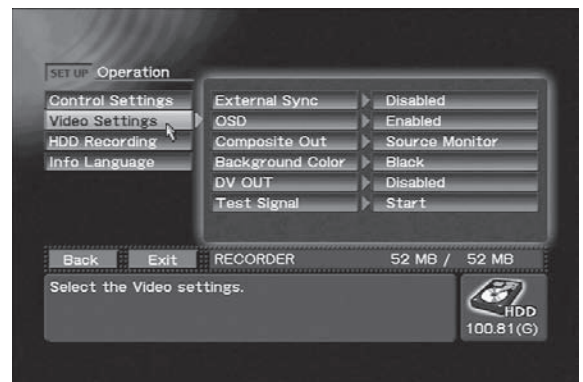 SET UP Operation
Control Settings
Video Settings
HDD Recording
Info Language
External Sync Disabled
OSD Enabled
Composite Out Source Monitor
Background Color Black
DV OUT Disabled
Test Signal Start
Back Exit RECORDER 52 MB / 52 MB
Select the Video settings.
HDD
100.81(G)